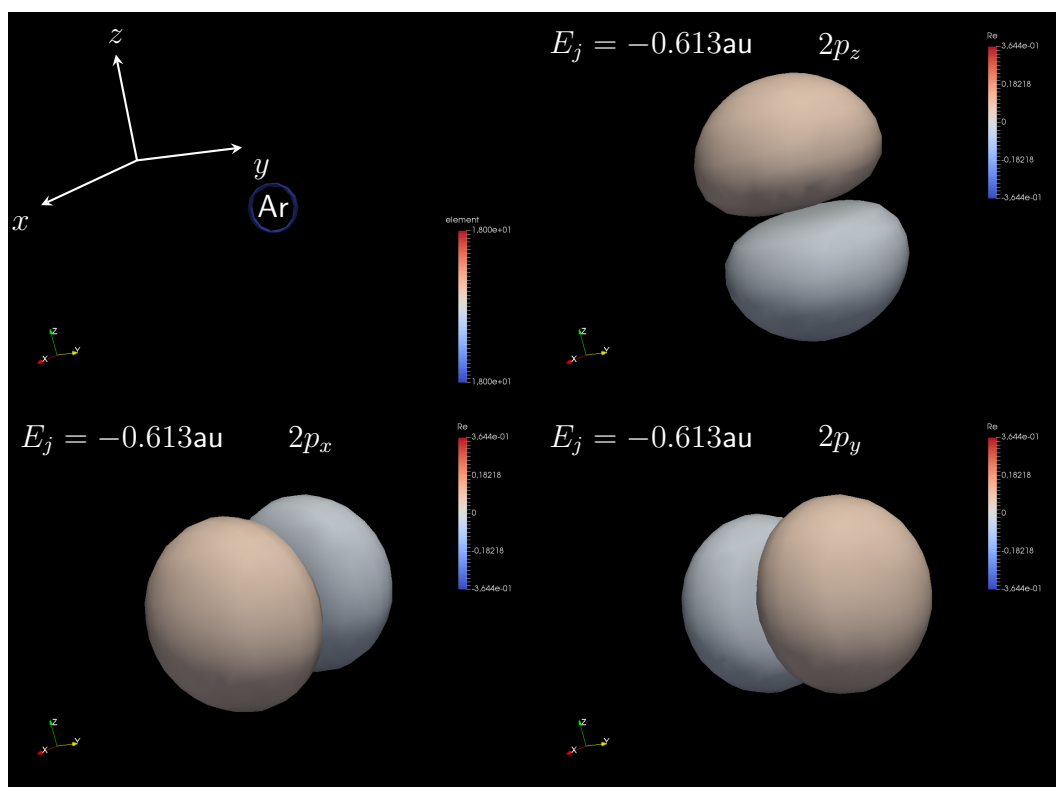 z
y
x
Ar
element
1,800e+01
1,800e+01
Z
X
Y
E_j = −0.613au 2p_z
Re
3,644e-01
0,18218
0
-0,18218
-3,644e-01
Z
X
Y
E_j = −0.613au 2p_x
Re
3,644e-01
0,18218
0
-0,18218
-3,644e-01
Z
X
Y
E_j = −0.613au 2p_y
Re
3,644e-01
0,18218
0
-0,18218
-3,644e-01
Z
X
Y